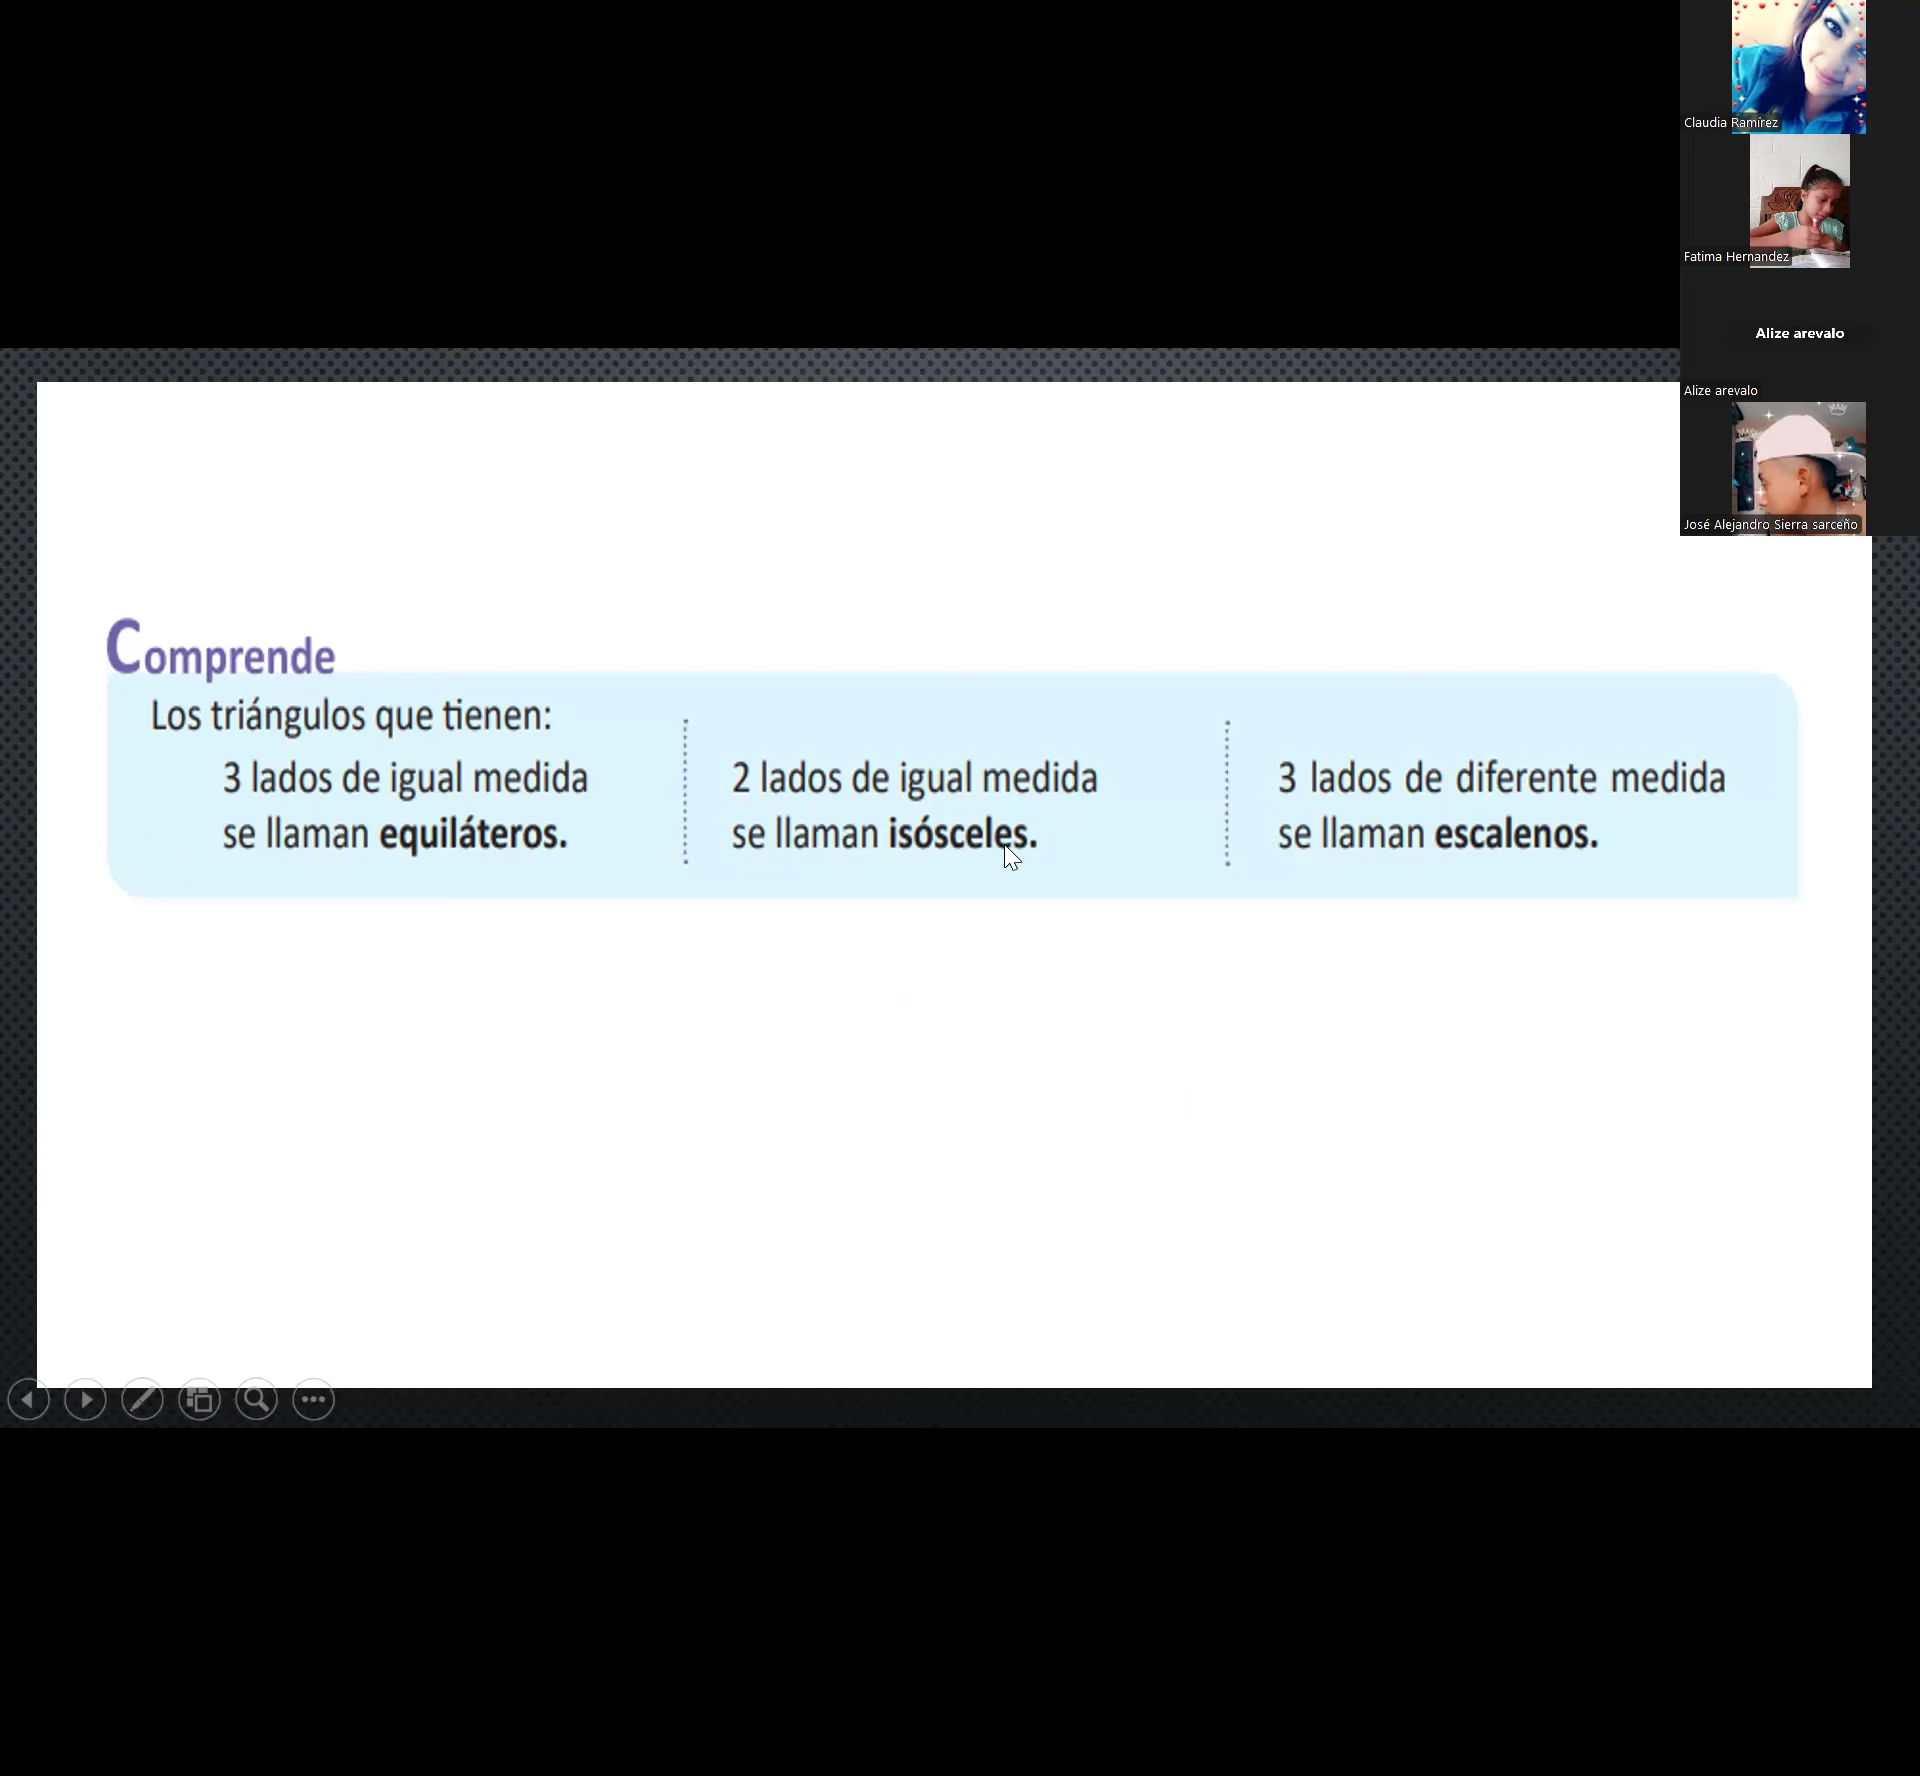 Claudia Ramírez
Fatima Hernandez
Alize arevalo
Alize arevalo
José Alejandro Sierra sarceño
Comprende
Los triángulos que tienen:
3 lados de igual medida
se llaman equiláteros.
2 lados de igual medida
se llaman isósceles.
3 lados de diferente medida
se llaman escalenos.